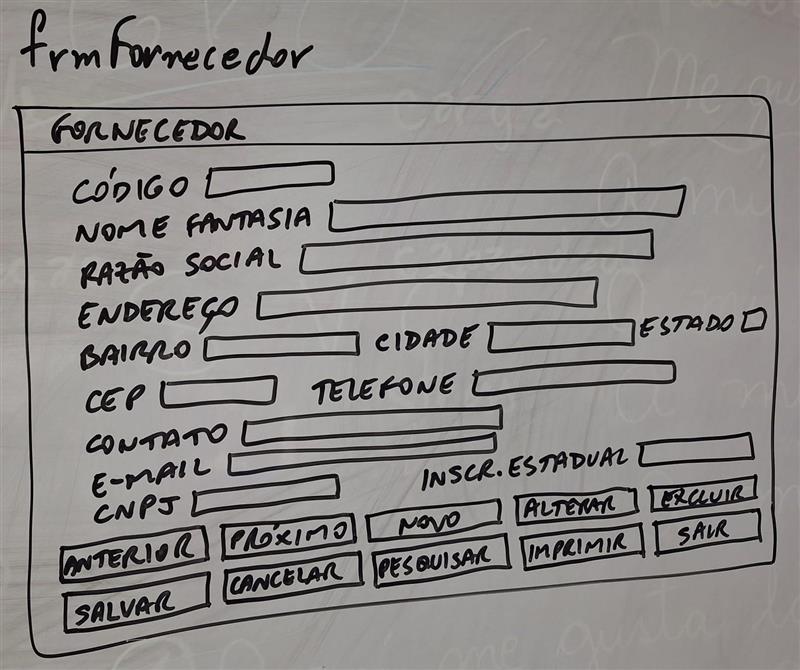 frmFornecedor
FORNECEDOR
CÓDIGO
NOME FANTASIA
RAZÃO SOCIAL
ENDEREÇO
BAIRRO CIDADE ESTADO
CEP TELEFONE
CONTATO
E-MAIL INSCR. ESTADUAL
CNPJ
ANTERIOR PRÓXIMO NOVO ALTERAR EXCLUIR
SALVAR CANCELAR PESQUISAR IMPRIMIR SAIR